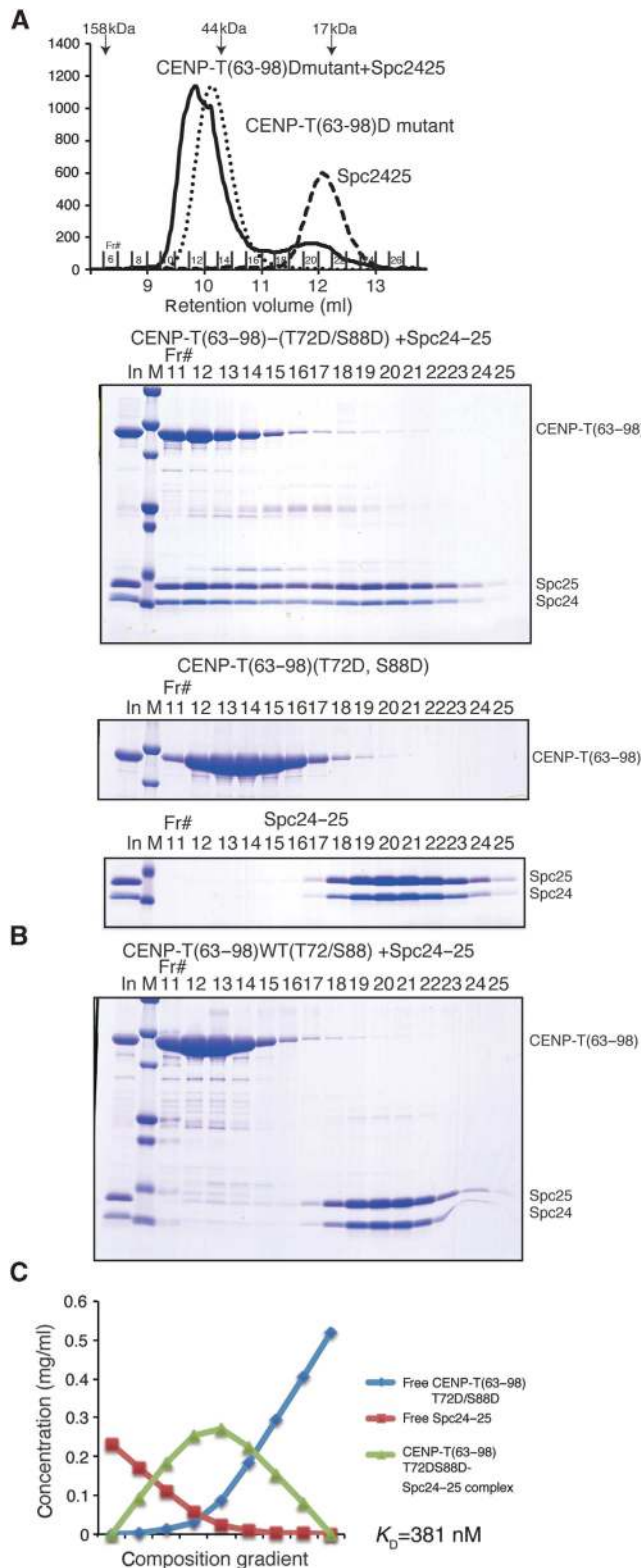 A
158kDa 44kDa 17kDa
1400
1200
1000
800
600
400
200
0
CENP-T(63-98)Dmutant+Spc2425
CENP-T(63-98)D mutant
Spc2425
Fr#
6 8 10 12 14 16 18 20 22 24 26
9 10 11 12 13
Retention volume (ml)
CENP-T(63-98)–(T72D/S88D) +Spc24–25
Fr#
In M 11 12 13 14 15 16 17 18 19 20 21 22 23 24 25
CENP-T(63–98)
Spc25
Spc24
CENP-T(63–98)(T72D, S88D)
Fr#
In M 11 12 13 14 15 16 17 18 19 20 21 22 23 24 25
CENP-T(63–98)
Spc24–25
Fr#
In M 11 12 13 14 15 16 17 18 19 20 21 22 23 24 25
Spc25
Spc24
B
CENP-T(63–98)WT(T72/S88) +Spc24–25
Fr#
In M 11 12 13 14 15 16 17 18 19 20 21 22 23 24 25
CENP-T(63–98)
Spc25
Spc24
C
Concentration (mg/ml)
0.6
0.5
0.4
0.3
0.2
0.1
0
Composition gradient
Free CENP-T(63–98)
T72D/S88D
Free Spc24–25
CENP-T(63–98)
T72DS88D-
Spc24–25 complex
KD=381 nM